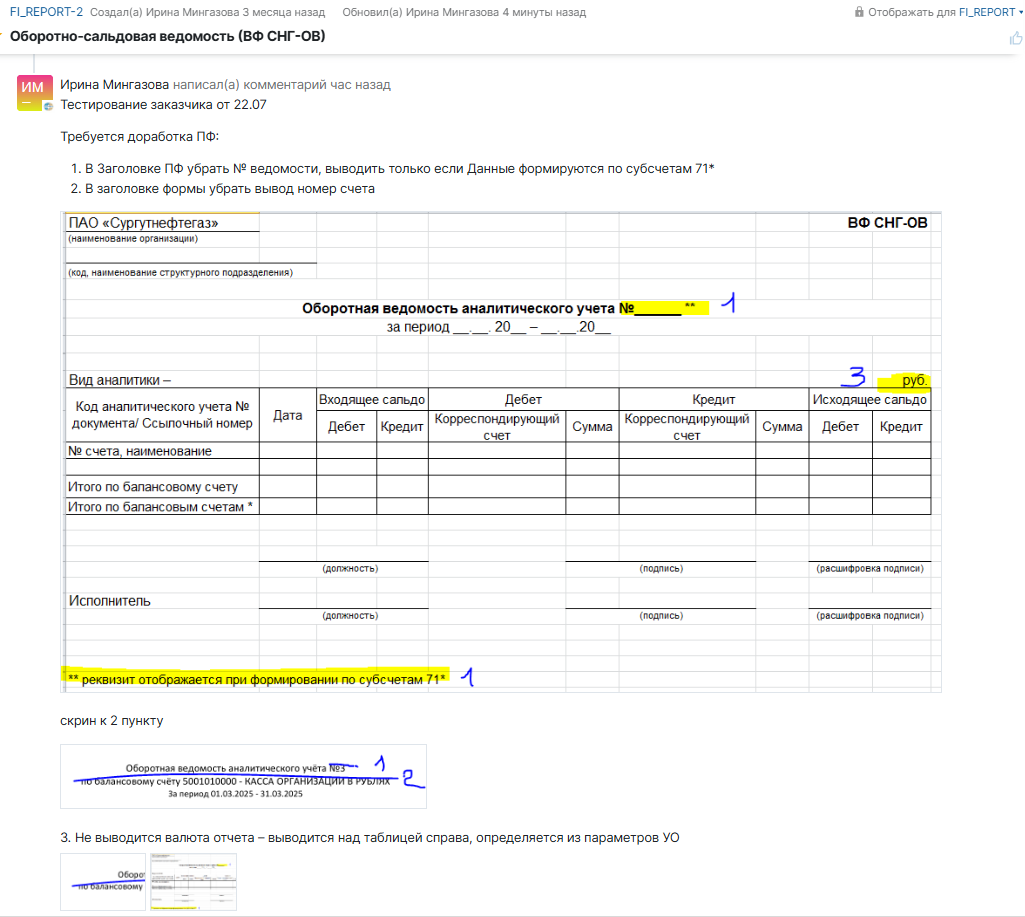 FI_REPORT-2 Создал(а) Ирина Мингазова 3 месяца назад Обновил(а) Ирина Мингазова 4 минуты назад Отображать для FI_REPORT
Оборотно-сальдовая ведомость (ВФ СНГ-ОВ)
ИМ
Ирина Мингазова написал(а) комментарий час назад
Тестирование заказчика от 22.07
Требуется доработка ПФ:
1. В Заголовке ПФ убрать № ведомости, выводить только если Данные формируются по субсчетам 71*
2. В заголовке формы убрать вывод номер счета
ПАО «Сургутнефтегаз» ВФ СНГ-ОВ
(наименование организации)
(код, наименование структурного подразделения)
Оборотная ведомость аналитического учета №______ ** 1
за период __.__. 20__ – __.__.20__
Вид аналитики – 3 руб.
Код аналитического учета № документа/ Ссылочный номер Дата Входящее сальдо Дебет Кредит Исходящее сальдо
Дебет Кредит Корреспондирующий счет Сумма Корреспондирующий счет Сумма Дебет Кредит
№ счета, наименование
Итого по балансовому счету
Итого по балансовым счетам *
(должность) (подпись) (расшифровка подписи)
Исполнитель
(должность) (подпись) (расшифровка подписи)
** реквизит отображается при формировании по субсчетам 71* 1
скрин к 2 пункту
Оборотная ведомость аналитического учёта №3 1
по балансовому счёту 5001010000 - КАССА ОРГАНИЗАЦИИ В РУБЛЯХ 2
За период 01.03.2025 - 31.03.2025
3. Не выводится валюта отчета – выводится над таблицей справа, определяется из параметров УО
Оборот
по балансовому